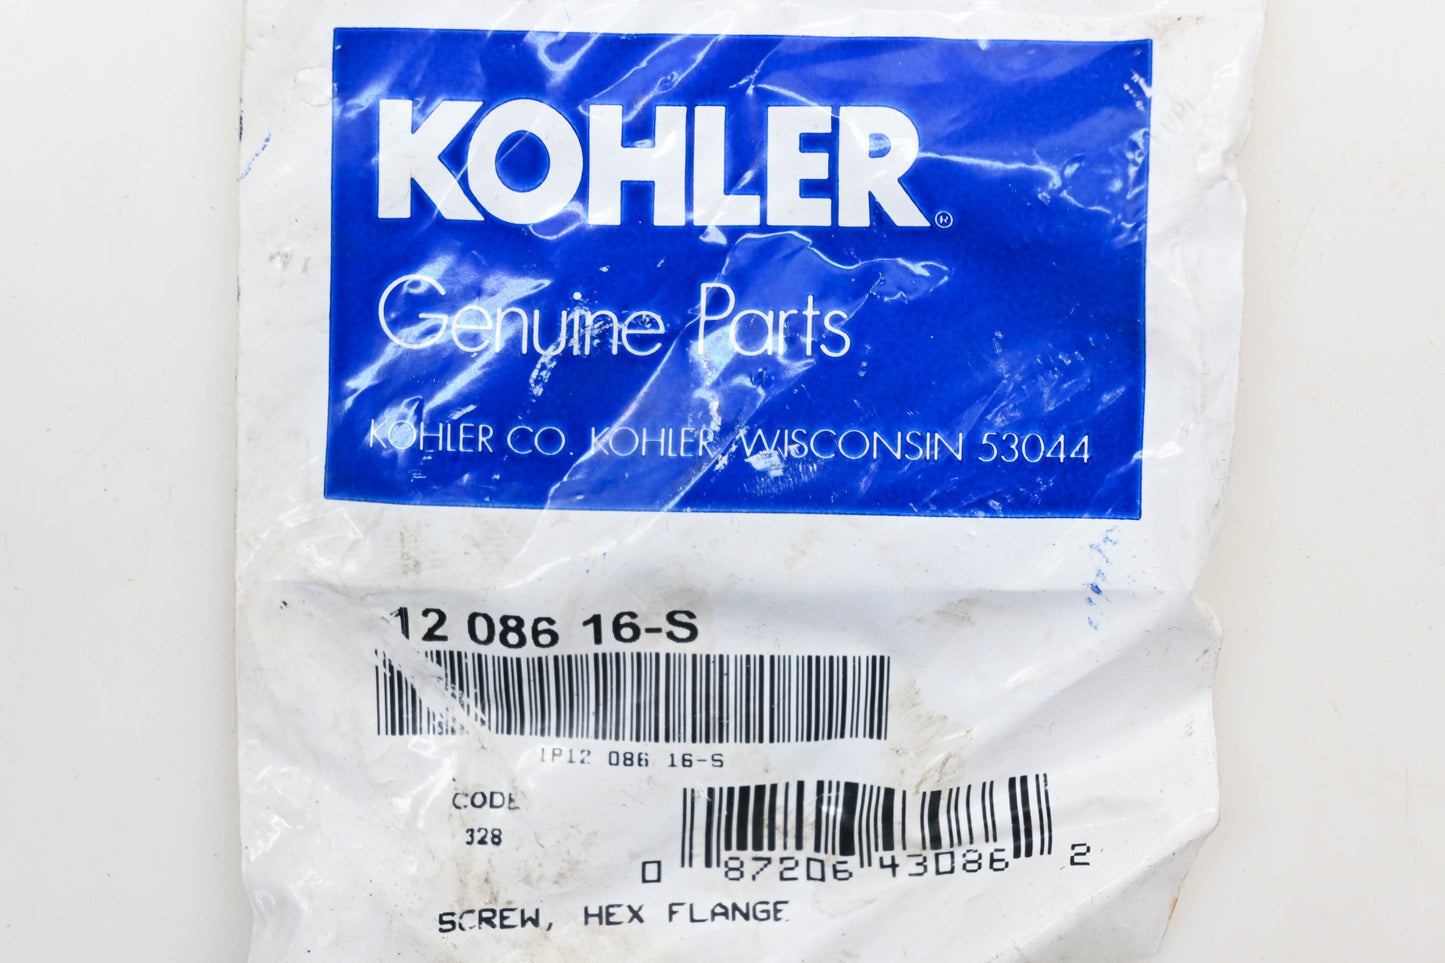 KOHLER®
Genuine Parts
KOHLER CO. KOHLER, WISCONSIN 53044
12 086 16-S
1P12 086 16-S
CODE
328
0 87206 43086 2
SCREW, HEX FLANGE